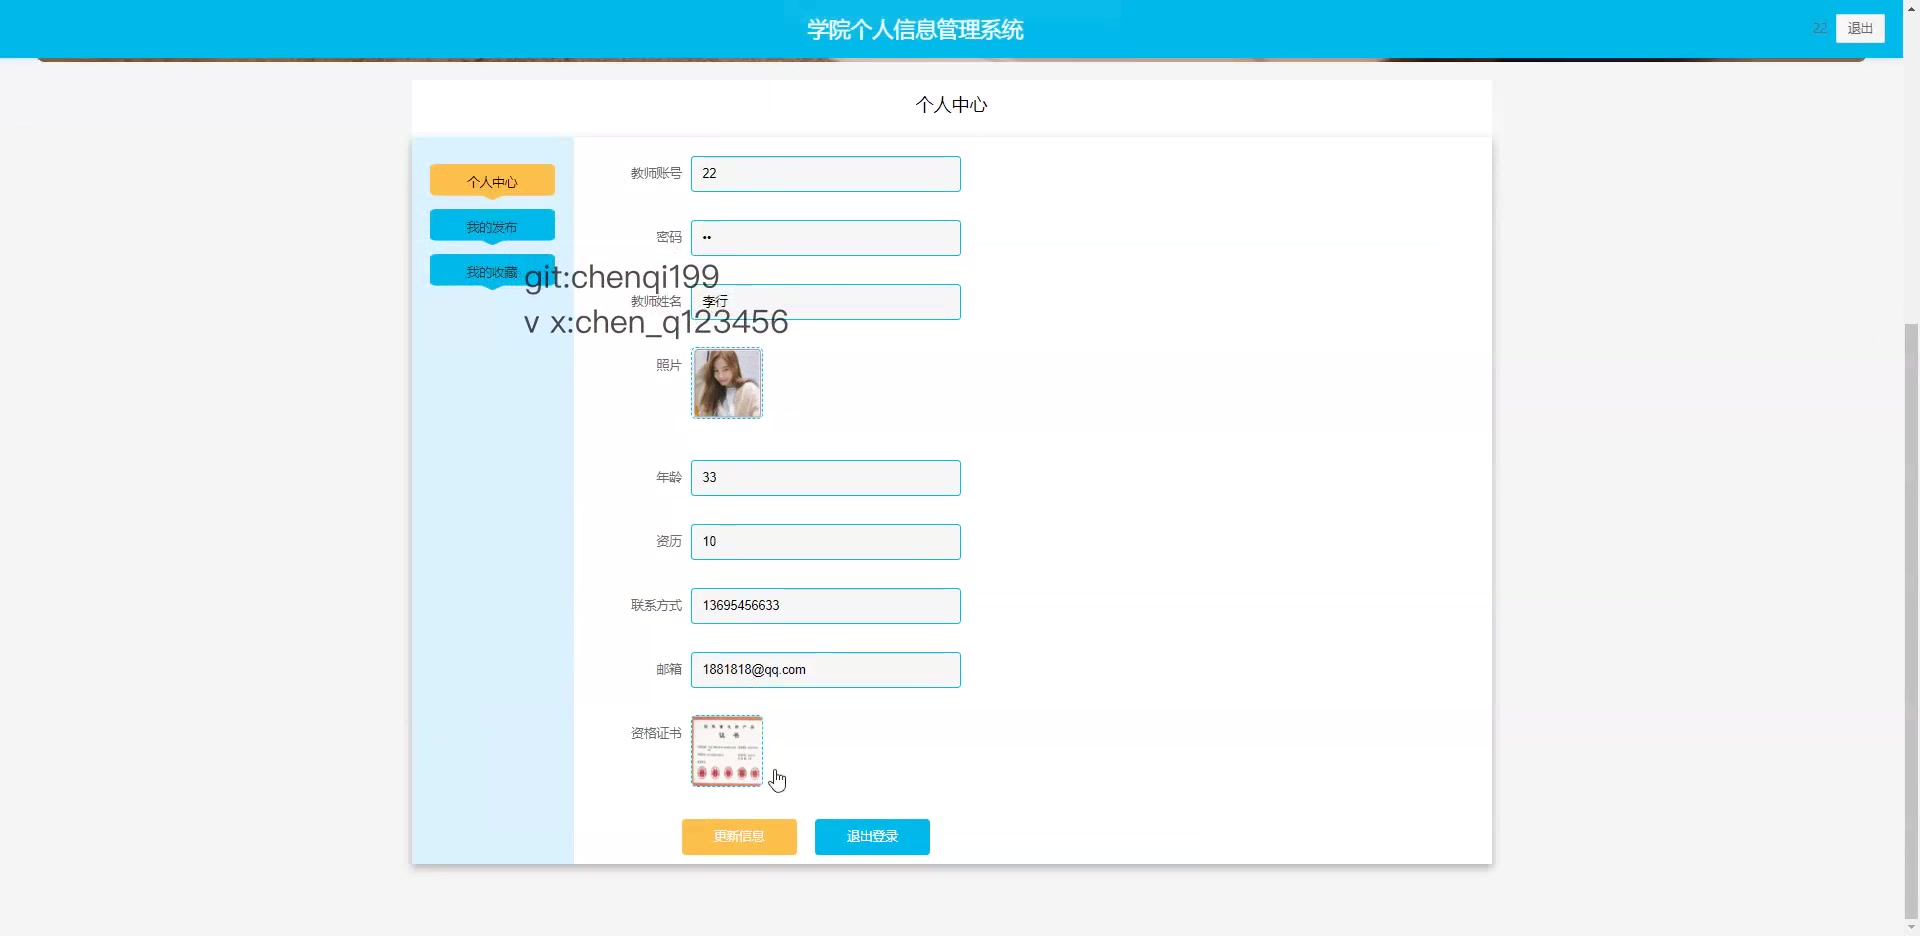 学院个人信息管理系统
22
退出
个人中心
个人中心
我的发布
我的收藏
教师账号
22
密码
••
git:chenqi199
教师姓名
李行
v x:chen_q123456
照片
年龄
33
资历
10
联系方式
13695456633
邮箱
1881818@qq.com
资格证书
证 书
更新信息
退出登录